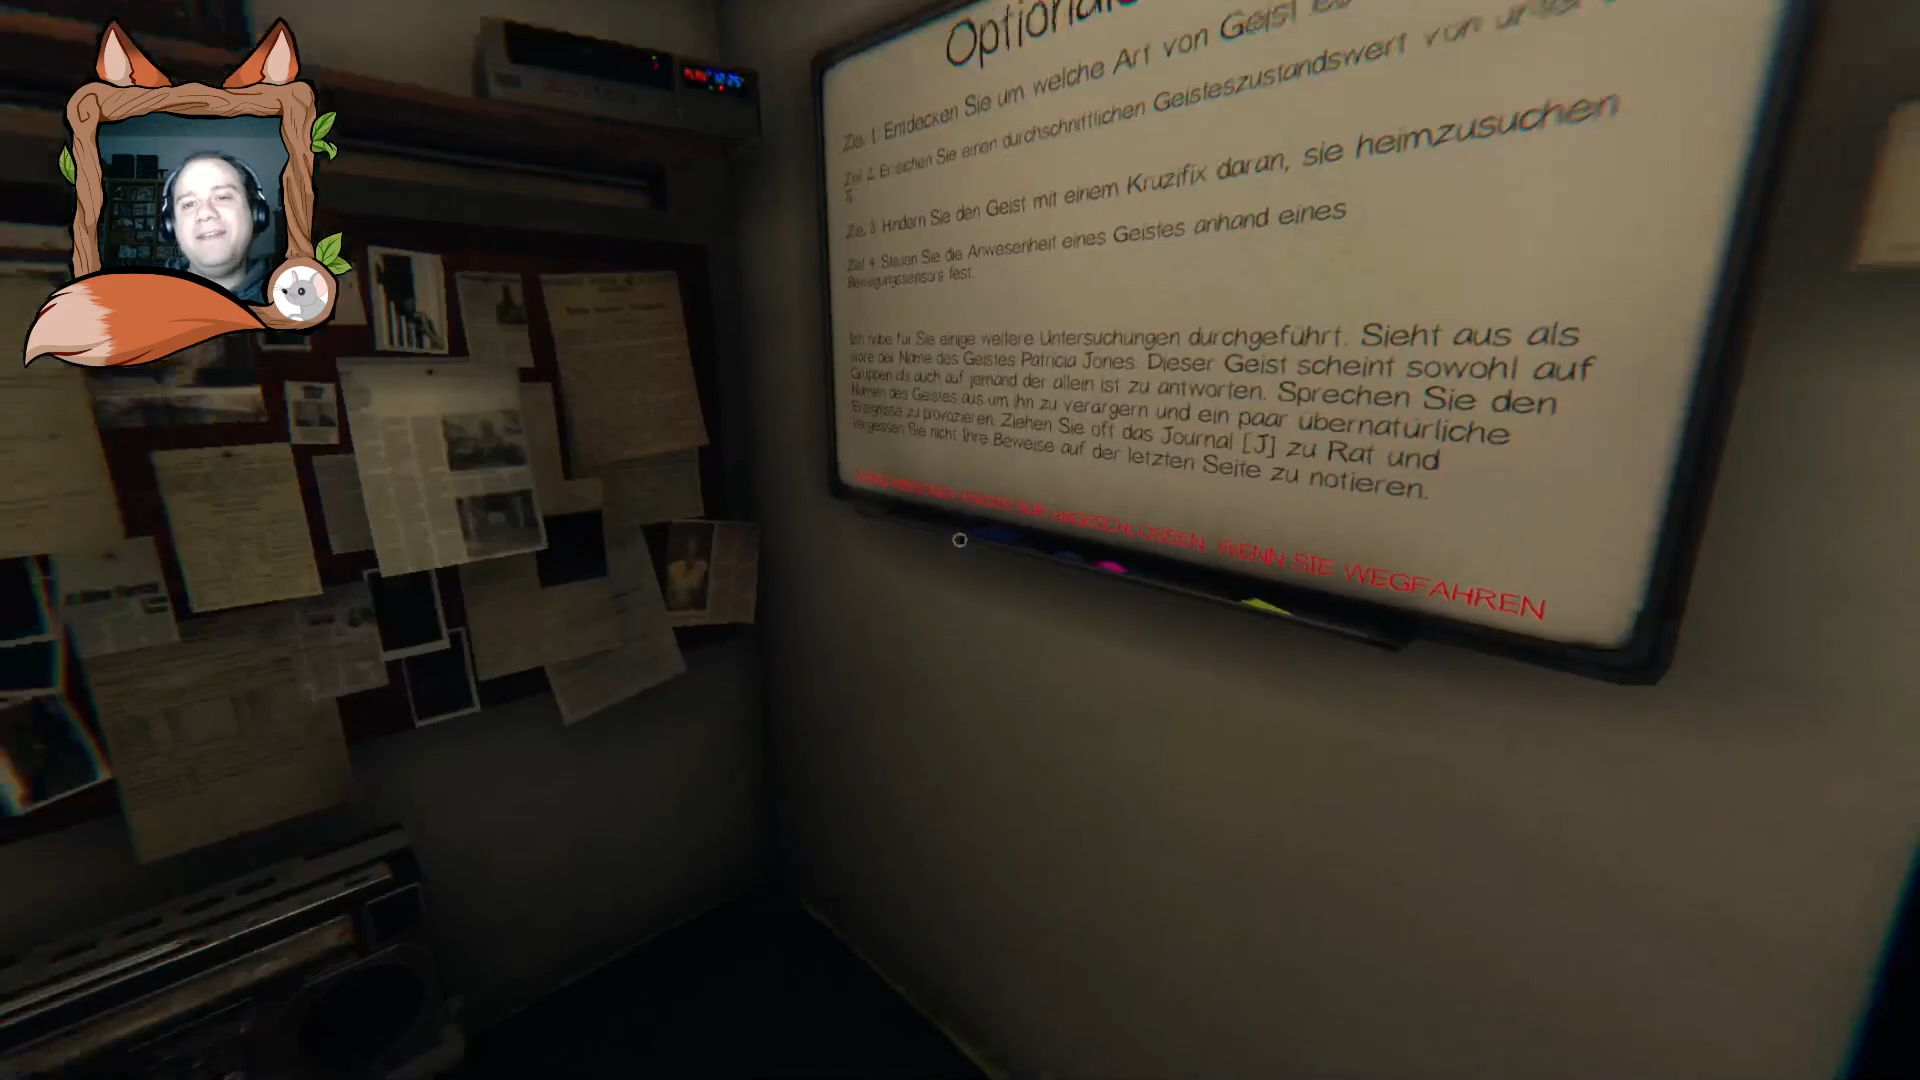 Optionale
Ziel 1: Entdecken Sie um welche Art von Geist es
Ziel 2: Erreichen Sie einen durchschnittlichen Geisteszustandswert von unter
Ziel 3: Hindern Sie den Geist mit einem Kruzifix daran, sie heimzusuchen
Ziel 4: Stellen Sie die Anwesenheit eines Geistes anhand eines
Bewegungssensors fest.
Ich habe für Sie einige weitere Untersuchungen durchgeführt. Sieht aus als
wäre der Name des Geistes Patricia Jones. Dieser Geist scheint sowohl auf
Gruppen als auch auf jemand der allein ist zu antworten. Sprechen Sie den
Namen des Geistes aus um ihn zu verärgern und ein paar übernatürliche
Ereignisse zu provozieren. Ziehen Sie oft das Journal [J] zu Rat und
vergessen Sie nicht Ihre Beweise auf der letzten Seite zu notieren.
WENN SIE WEGFAHREN